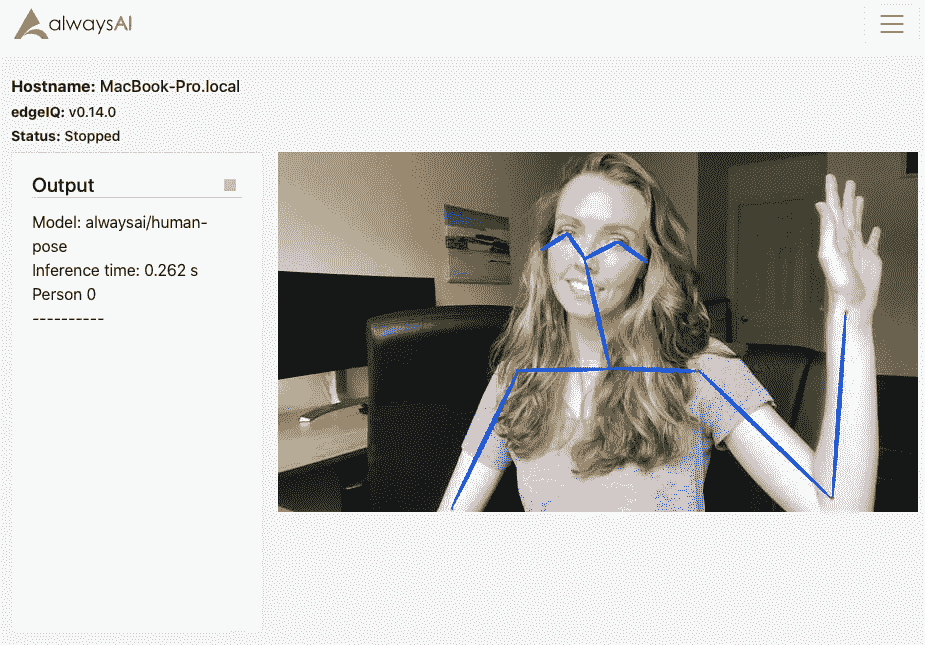 alwaysAI
Hostname: MacBook-Pro.local
edgeIQ: v0.14.0
Status: Stopped
Output
Model: alwaysai/human-
pose
Inference time: 0.262 s
Person 0
----------